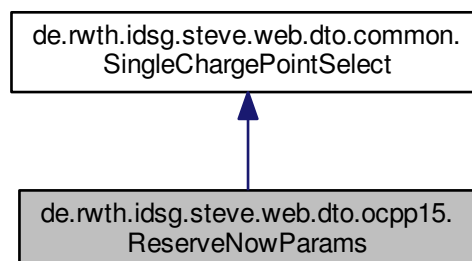 de.rwth.idsg.steve.web.dto.common.
SingleChargePointSelect
de.rwth.idsg.steve.web.dto.ocpp15.
ReserveNowParams